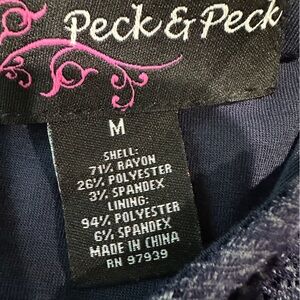 Peck & Peck
M
SHELL:
71% RAYON
26% POLYESTER
3% SPANDEX
LINING:
94% POLYESTER
6% SPANDEX
MADE IN CHINA
RN 97939